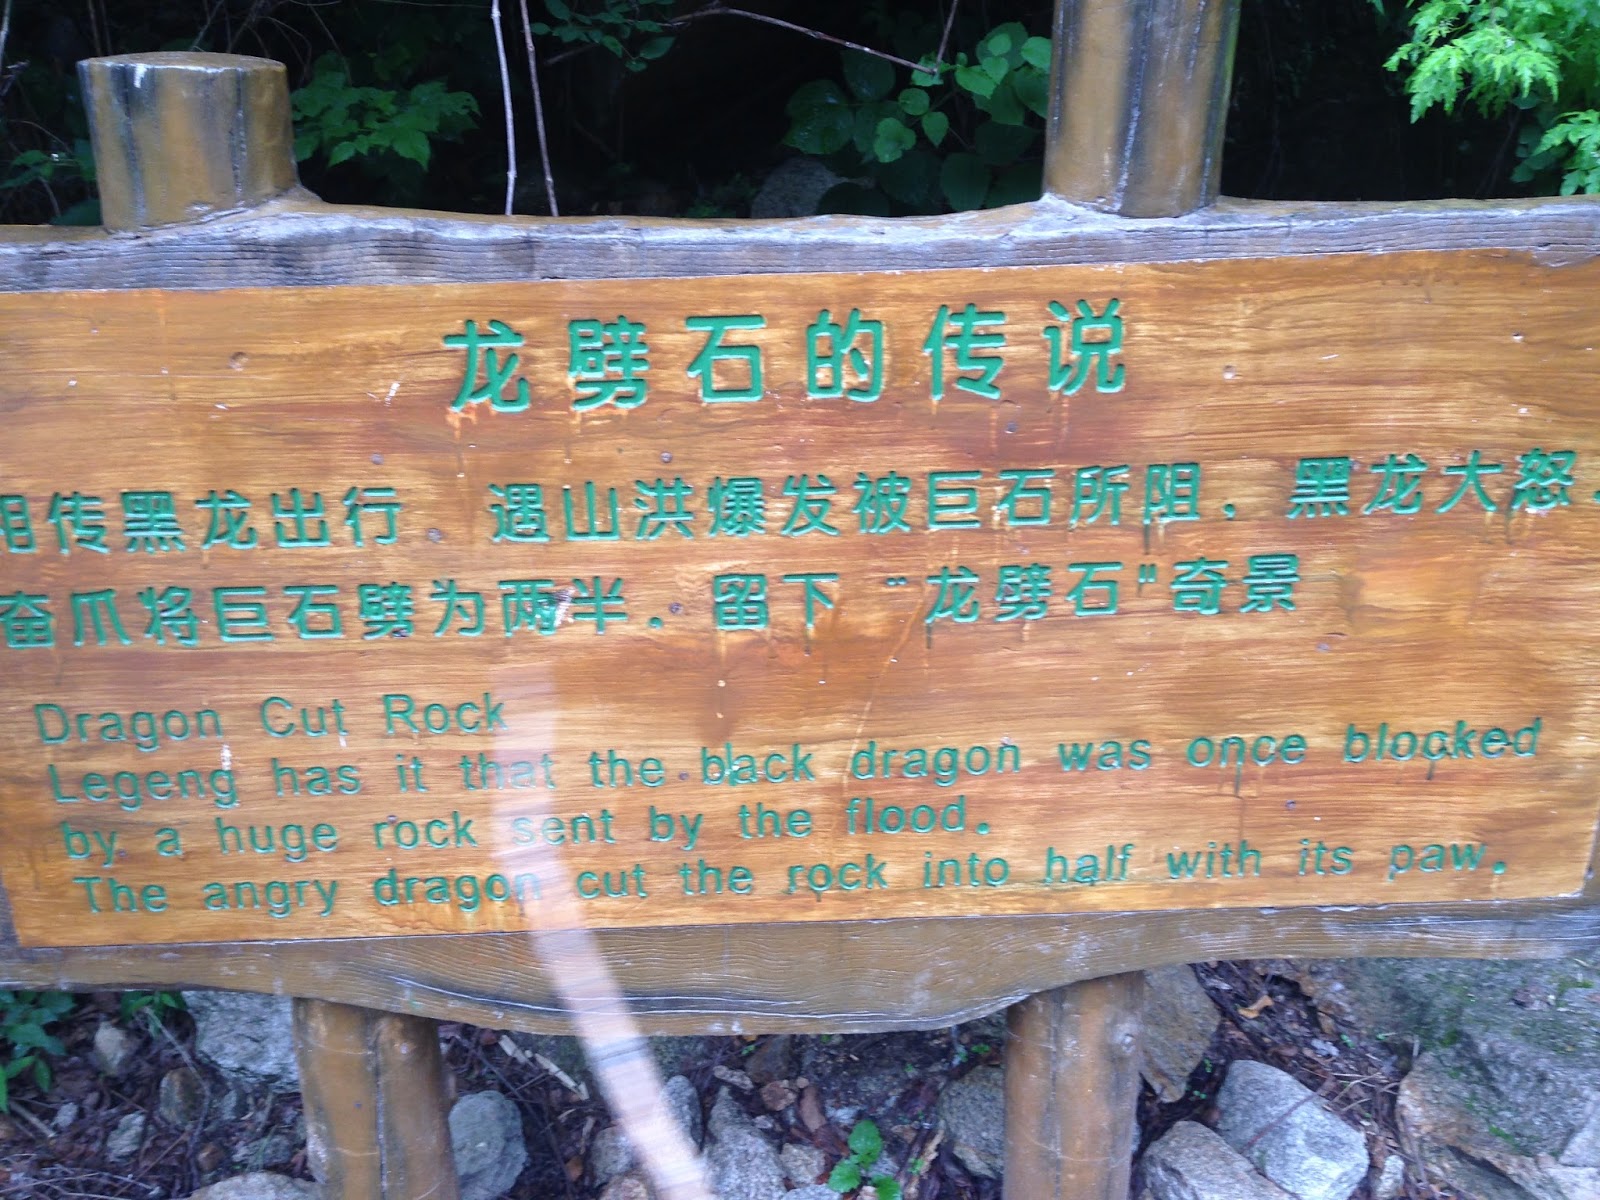 龙劈石的传说
相传黑龙出行 遇山洪爆发被巨石所阻，黑龙大怒，
奋爪将巨石劈为两半，留下“龙劈石”奇景
Dragon Cut Rock
Legeng has it that the black dragon was once blocked
by a huge rock sent by the flood.
The angry dragon cut the rock into half with its paw.